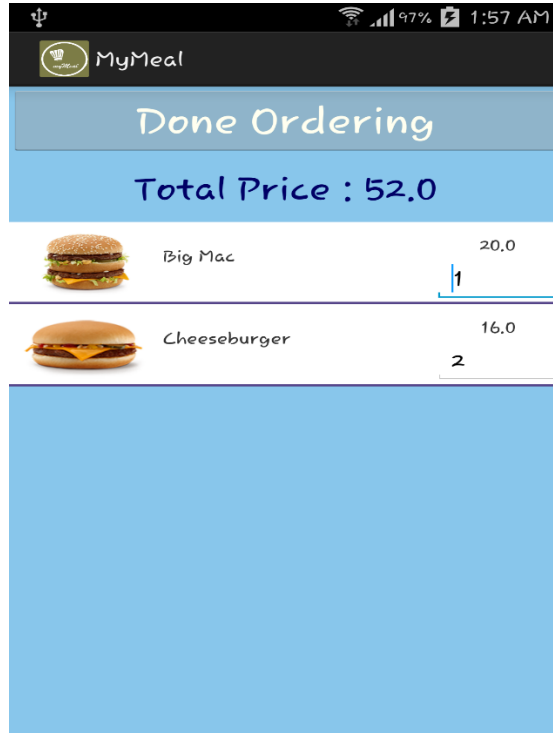 97% 1:57 AM
myMeal
MyMeal
Done Ordering
Total Price : 52.0
Big Mac
20.0
1
Cheeseburger
16.0
2